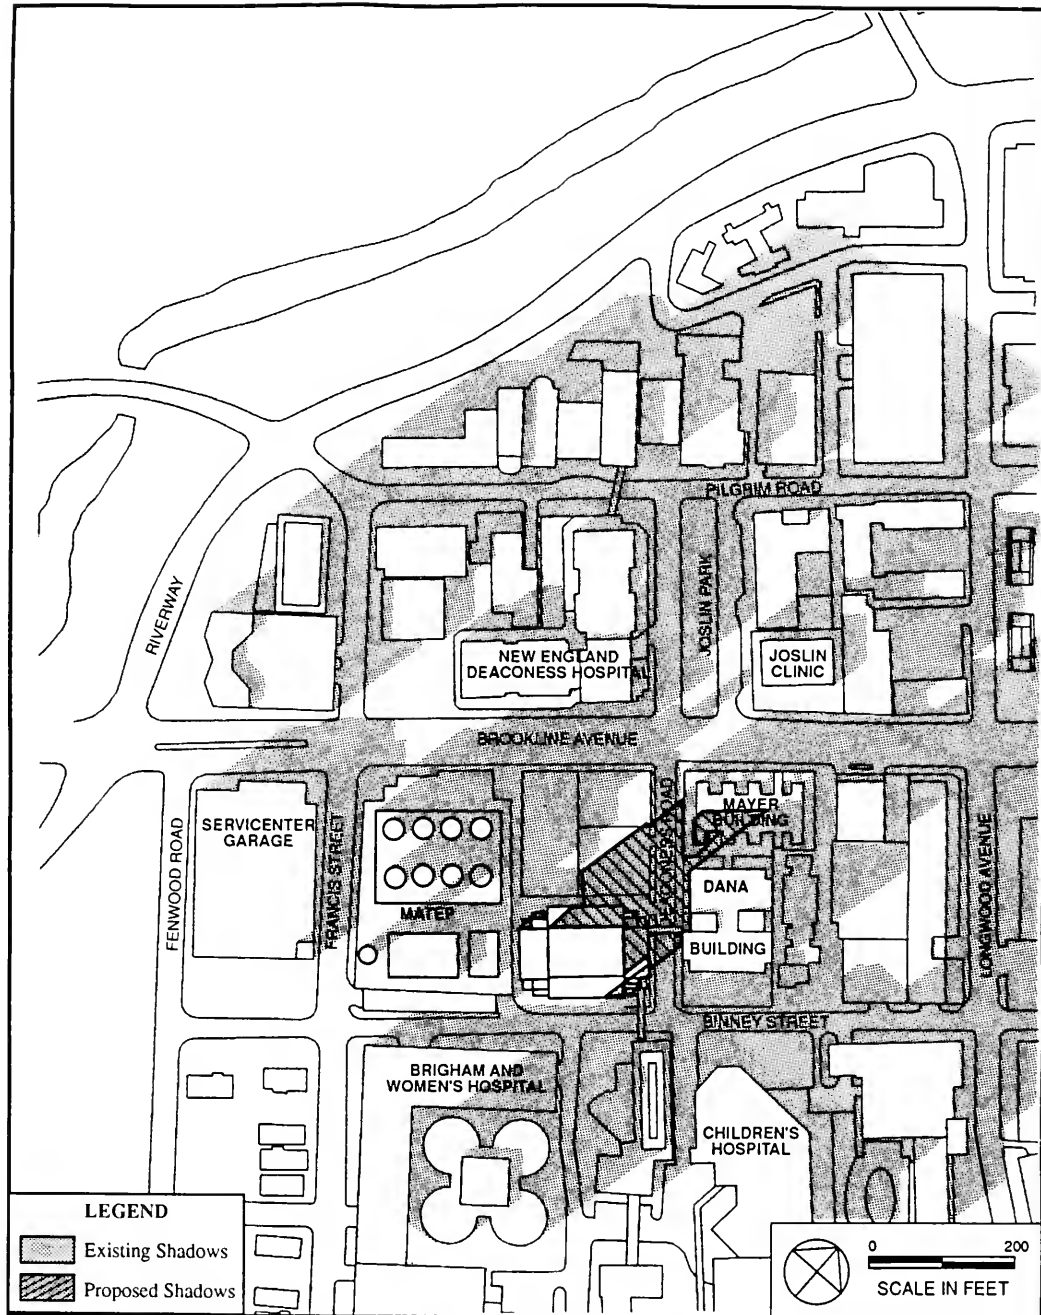 PILGRIM ROAD
JOSLIN PARK
RIVERWAY
NEW ENGLAND
DEACONESS HOSPITAL
JOSLIN
CLINIC
BROOKLINE AVENUE
MAYER
BUILDING
SERVICENTER
GARAGE
FENWOOD ROAD
FRANCIS STREET
MATEP
DANA
BUILDING
LONGWOOD AVENUE
BINNEY STREET
BRIGHAM AND
WOMEN'S HOSPITAL
CHILDREN'S
HOSPITAL
LEGEND
Existing Shadows
Proposed Shadows
0 200
SCALE IN FEET